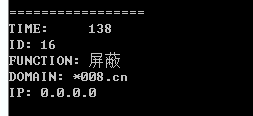 =================
TIME: 138
ID: 16
FUNCTION: 屏蔽
DOMAIN: *008.cn
IP: 0.0.0.0